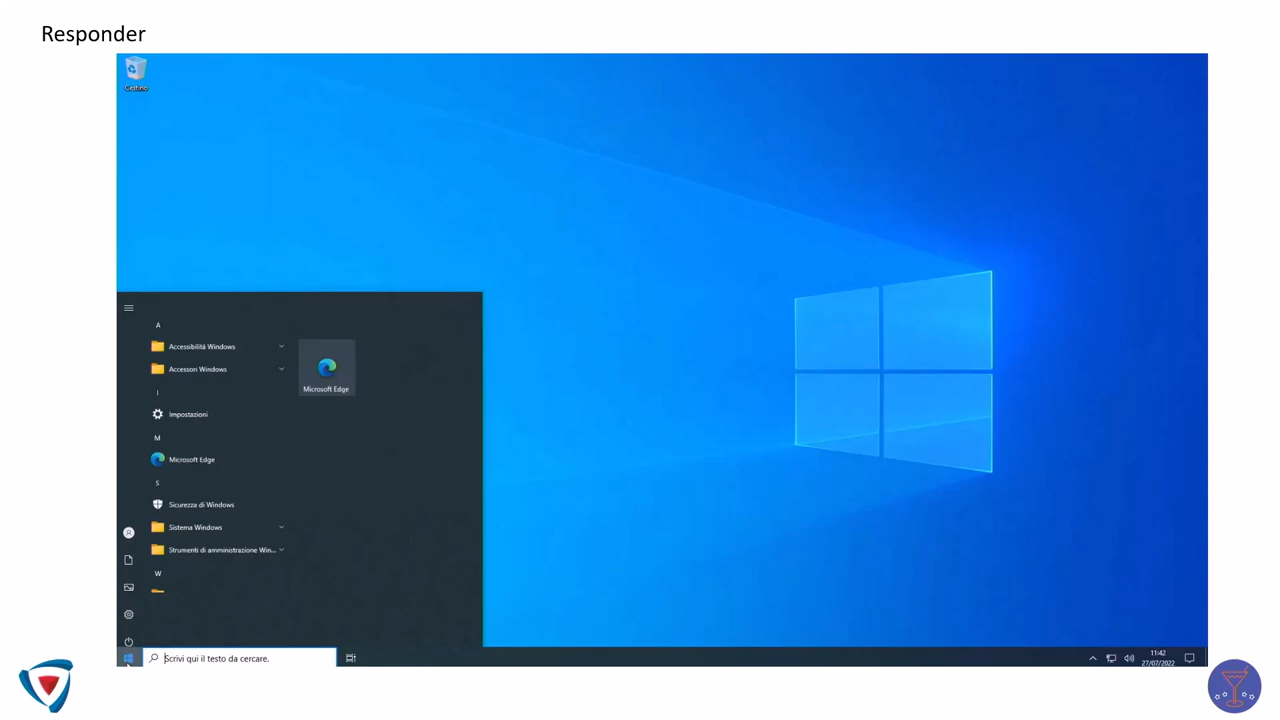 Responder
Cestino
A
Accessibilità Windows
Accessori Windows
Microsoft Edge
I
Impostazioni
M
Microsoft Edge
S
Sicurezza di Windows
Sistema Windows
Strumenti di amministrazione Win...
W
Scrivi qui il testo da cercare.
11:42
27/07/2022